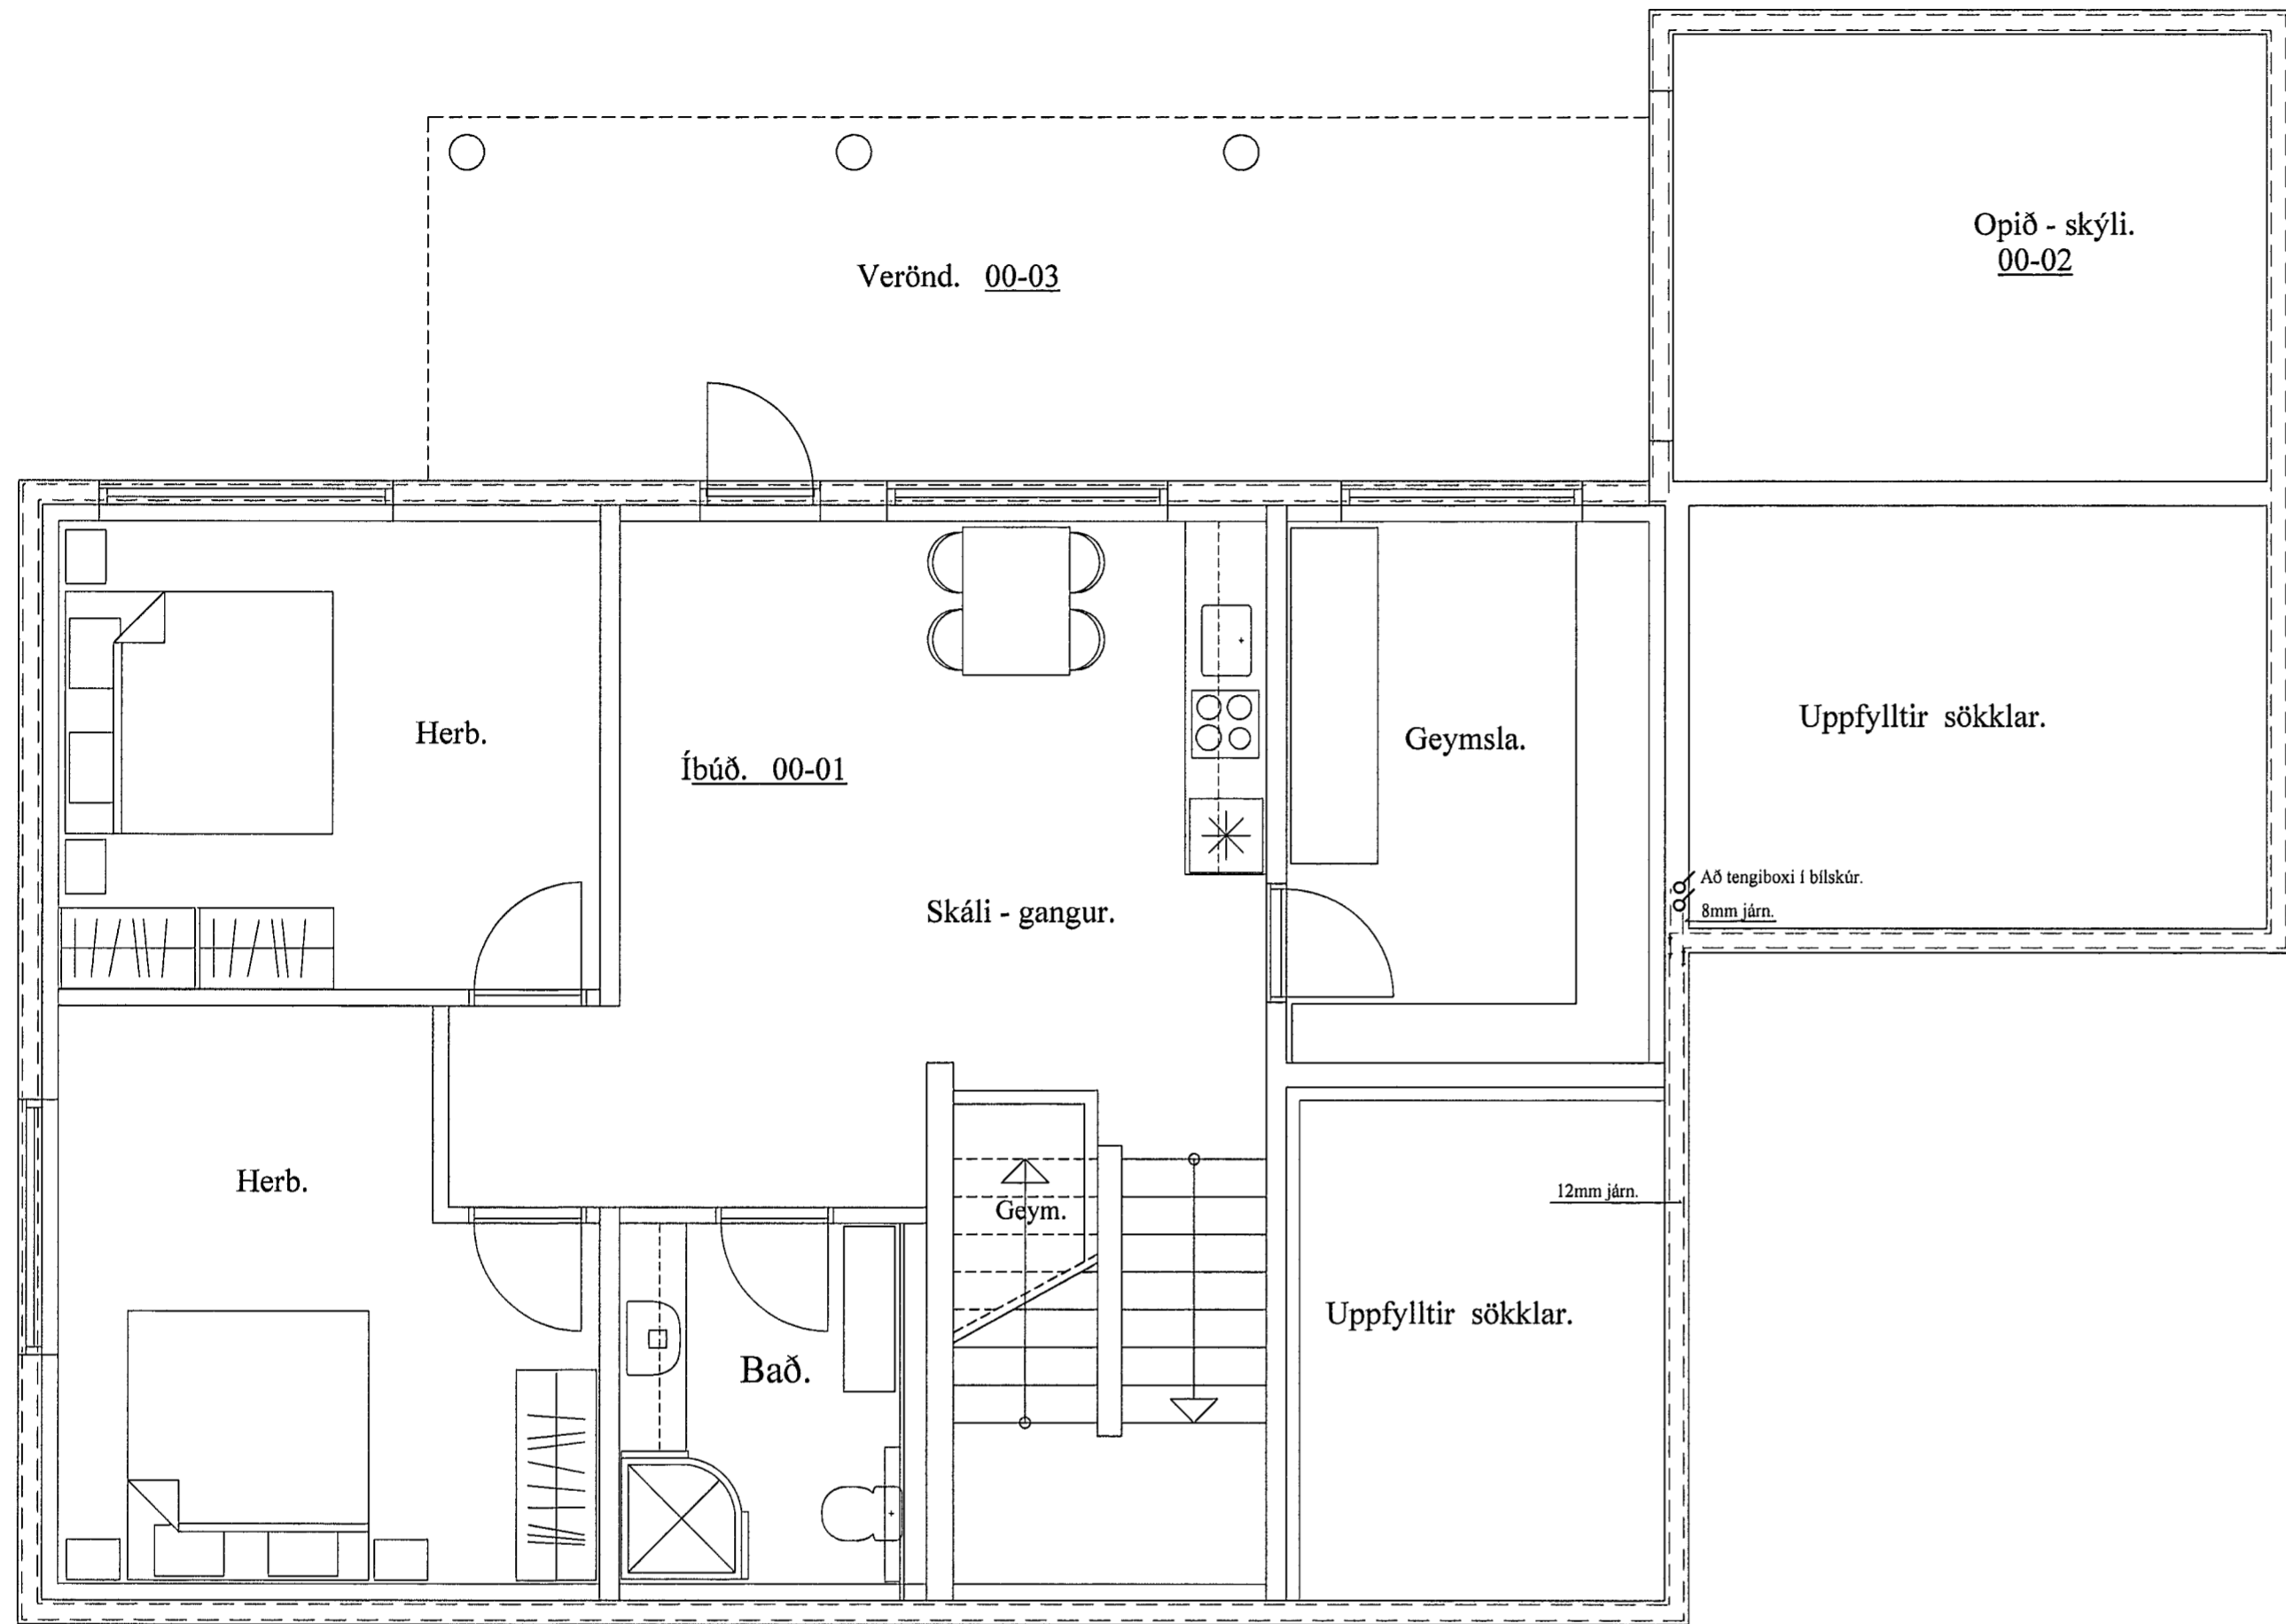 Opið - skýli.
00-02
Verönd. 00-03
Herb.
Íbúð. 00-01
Geymsla.
Uppfylltir sökklar.
Að tengiboxi í bílskúr.
8mm járn.
Skáli - gangur.
Herb.
Geym.
12mm járn.
Uppfylltir sökklar.
Bað.